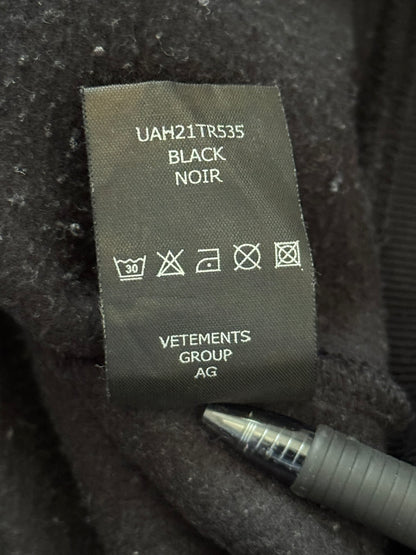 UAH21TR535
BLACK
NOIR
30
VETEMENTS
GROUP
AG